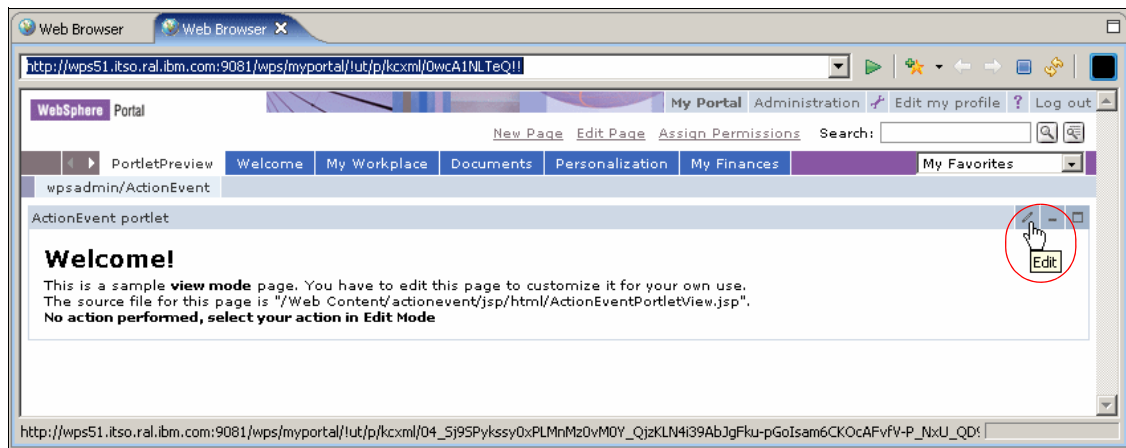 Web Browser Web Browser
http://wps51.itso.ral.ibm.com:9081/wps/myportal/!ut/p/kcxml/0wcA1NLTeQ!!
WebSphere Portal My Portal Administration Edit my profile ? Log out
New Page Edit Page Assign Permissions Search:
PortletPreview Welcome My Workplace Documents Personalization My Finances My Favorites
wpsadmin/ActionEvent
ActionEvent portlet
Edit
Welcome!
This is a sample view mode page. You have to edit this page to customize it for your own use.
The source file for this page is "/Web Content/actionevent/jsp/html/ActionEventPortletView.jsp".
No action performed, select your action in Edit Mode
http://wps51.itso.ral.ibm.com:9081/wps/myportal/!ut/p/kcxml/04_Sj9SPykssy0xPLMnMz0vM0Y_QjzKLN4i39AbJgFku-pGoIsam6CKOcAFvfV-P_NxU_QD9